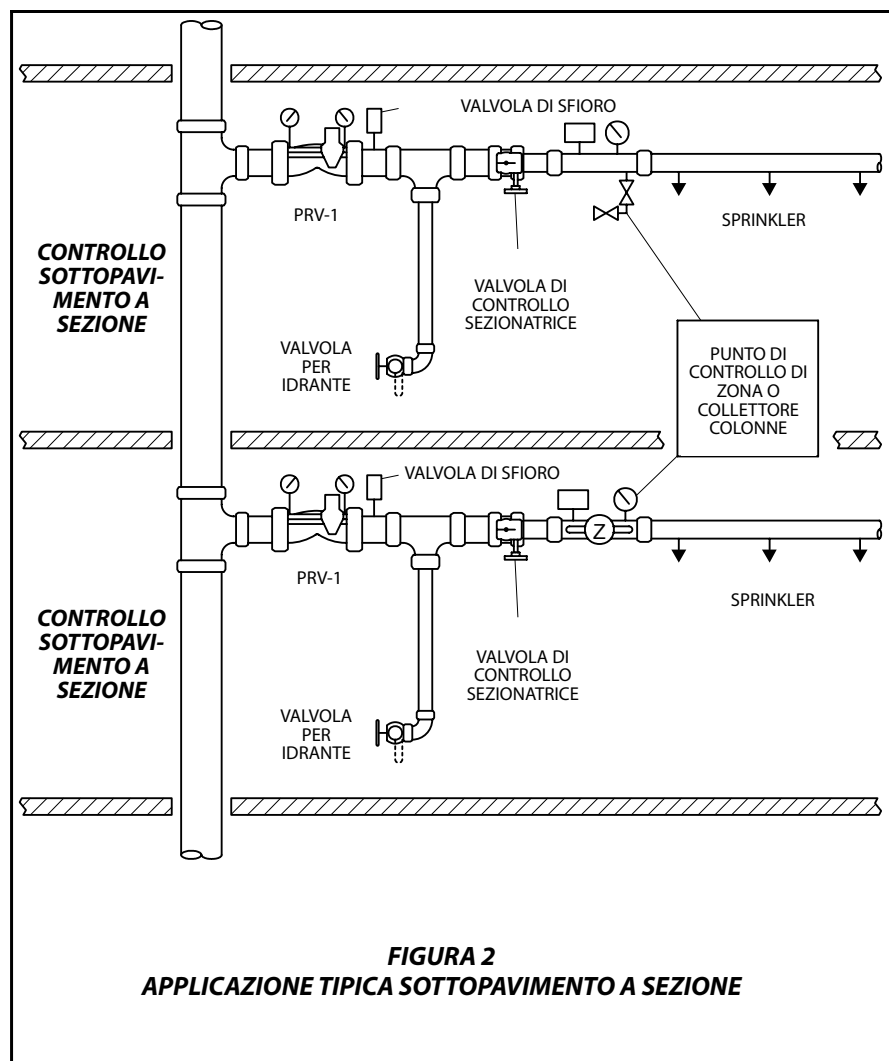 VALVOLA DI SFIORO
PRV-1
SPRINKLER
CONTROLLO
SOTTOPAVI-
MENTO A
SEZIONE
VALVOLA DI
CONTROLLO
SEZIONATRICE
VALVOLA
PER
IDRANTE
PUNTO DI
CONTROLLO DI
ZONA O
COLLETTORE
COLONNE
VALVOLA DI SFIORO
Z
PRV-1
SPRINKLER
CONTROLLO
SOTTOPAVI-
MENTO A
SEZIONE
VALVOLA DI
CONTROLLO
SEZIONATRICE
VALVOLA
PER
IDRANTE
FIGURA 2
APPLICAZIONE TIPICA SOTTOPAVIMENTO A SEZIONE